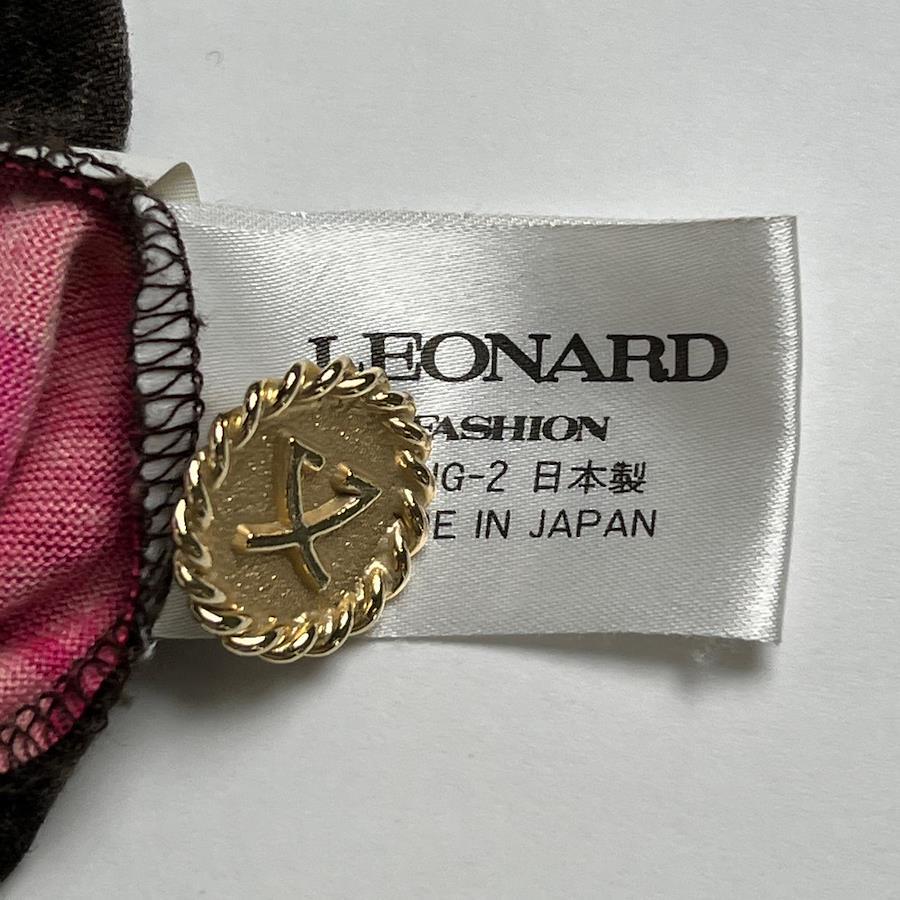 LEONARD
FASHION
G-2 日本製
E IN JAPAN